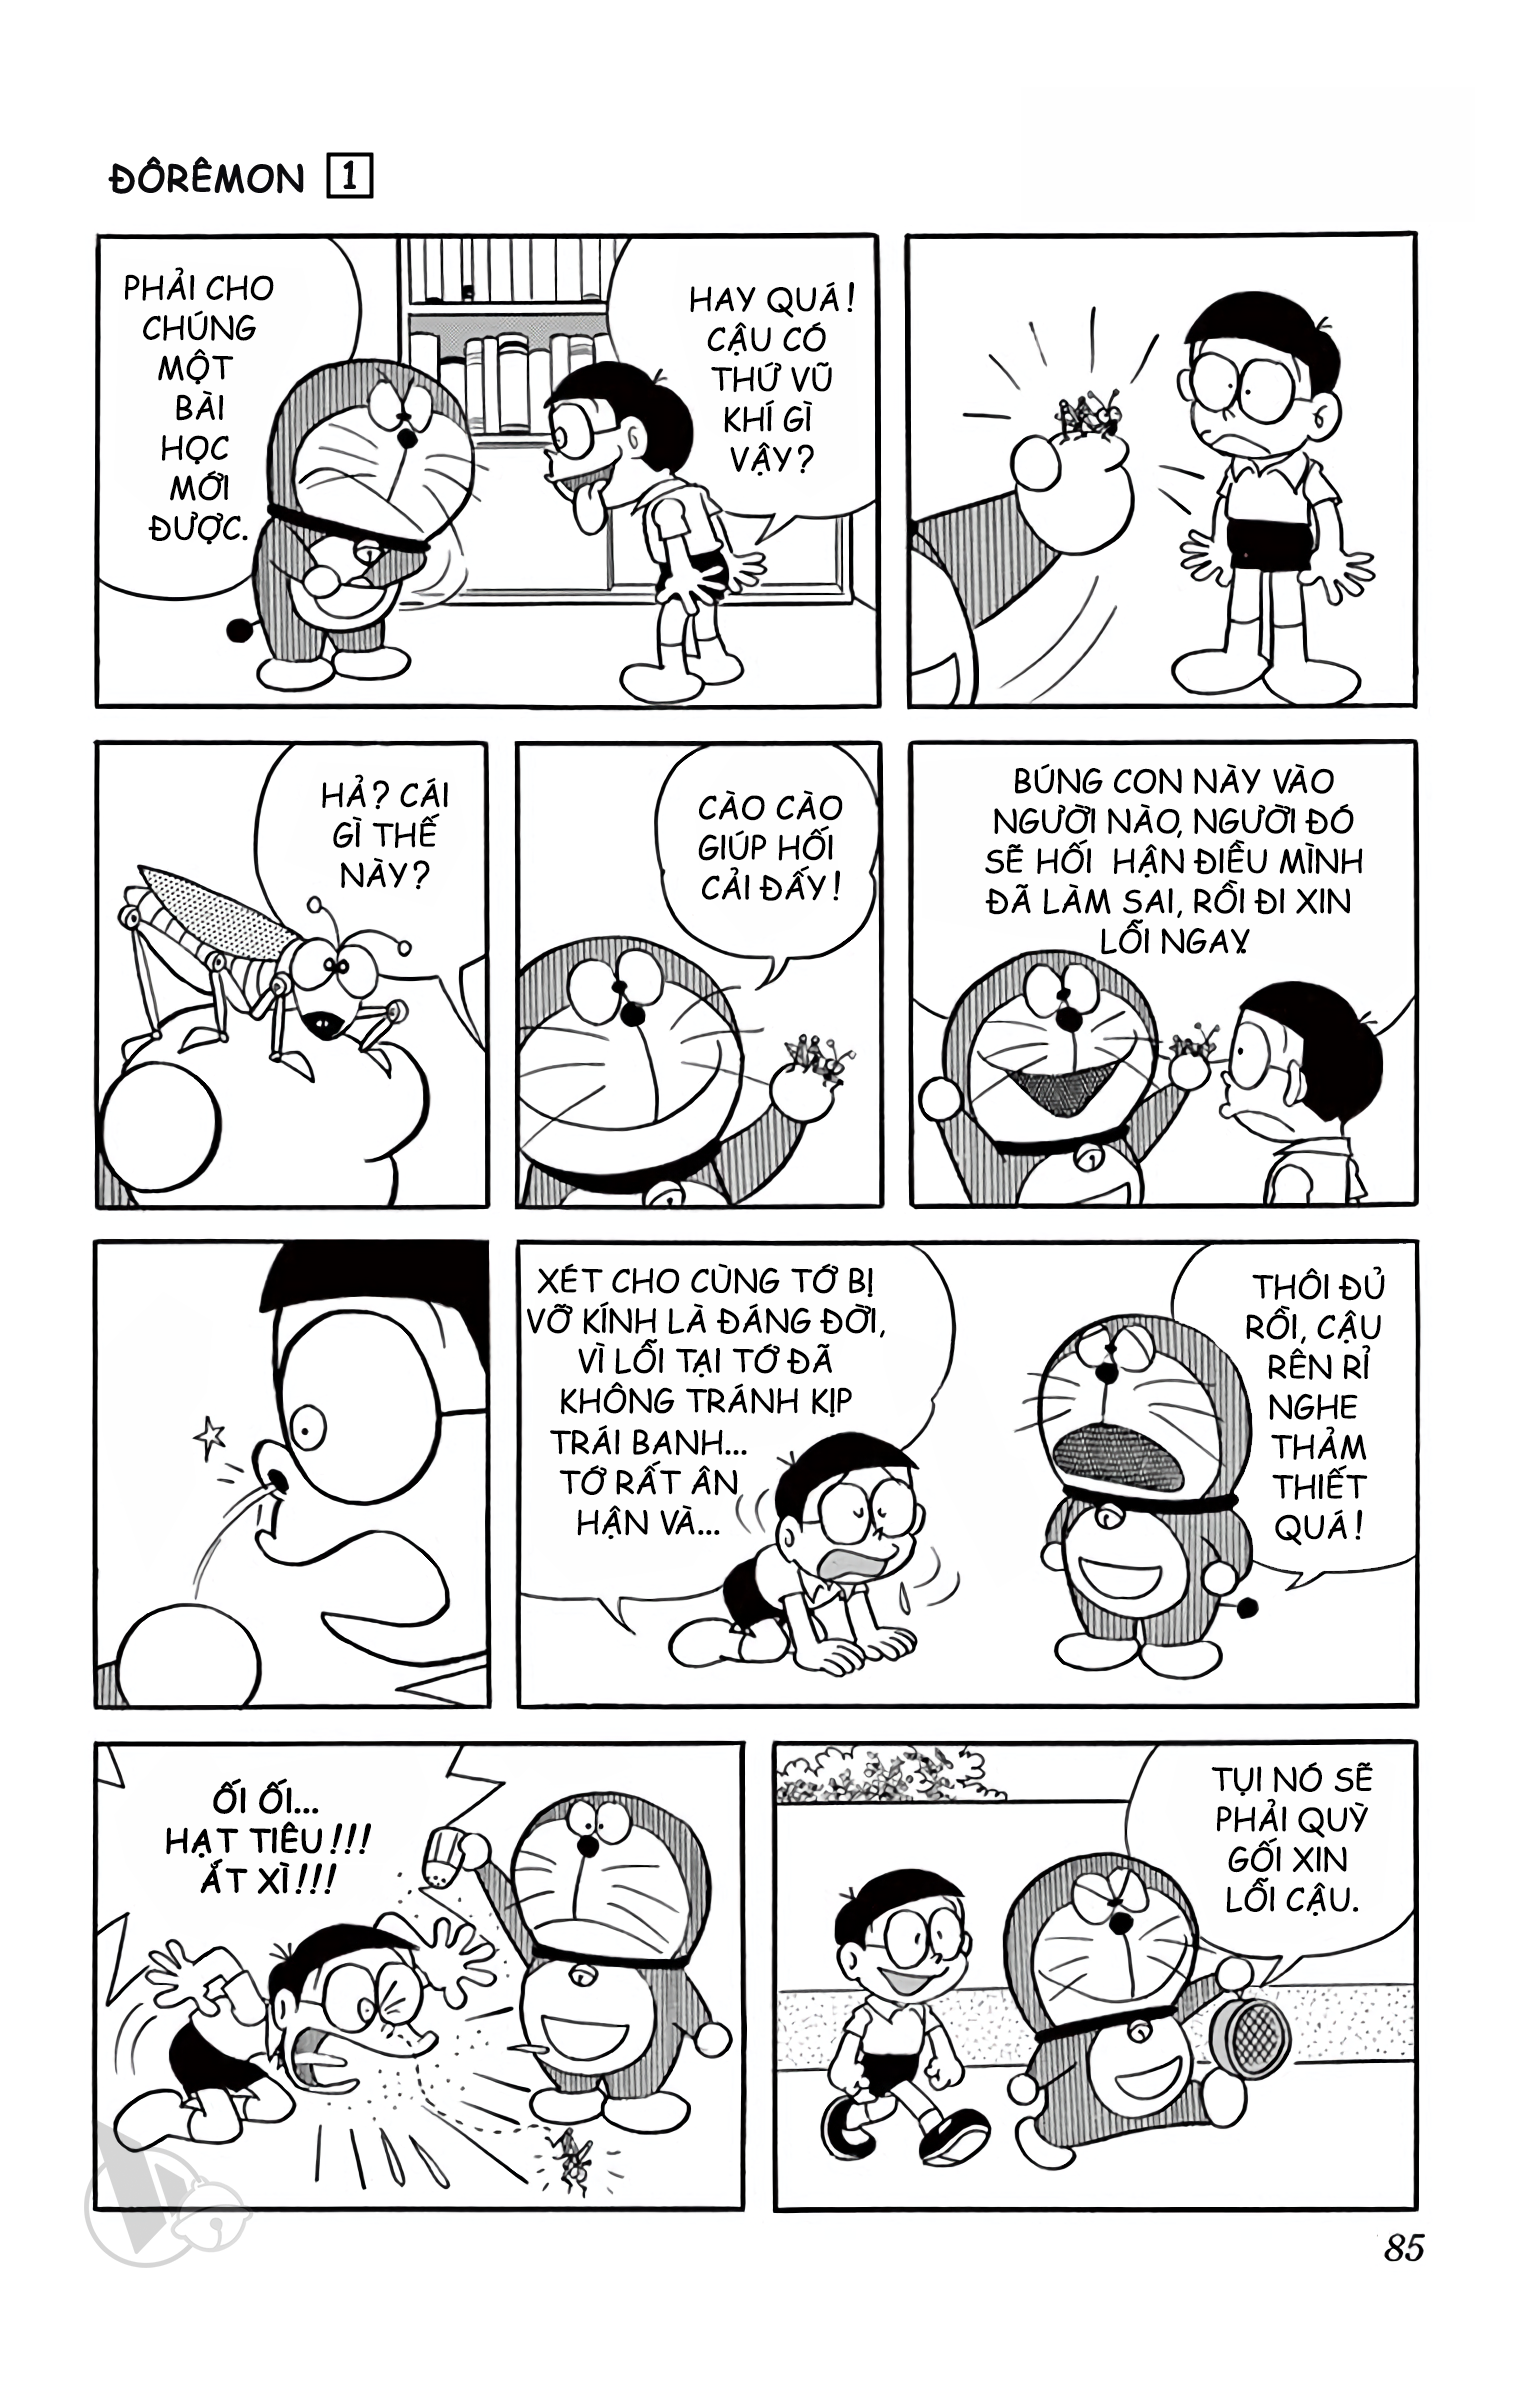 ĐÔRÊMON 1
PHẢI CHO
CHÚNG
MỘT
BÀI
HỌC
MỚI
ĐƯỢC.
HAY QUÁ!
CẬU CÓ
THỨ VŨ
KHÍ GÌ
VẬY?
HẢ? CÁI
GÌ THẾ
NÀY?
CÀO CÀO
GIÚP HỐI
CẢI ĐẤY!
BÚNG CON NÀY VÀO
NGƯỜI NÀO, NGƯỜI ĐÓ
SẼ HỐI HẬN ĐIỀU MÌNH
ĐÃ LÀM SAI, RỒI ĐI XIN
LỖI NGAY.
XÉT CHO CÙNG TỚ BỊ
VỠ KÍNH LÀ ĐÁNG ĐỜI,
VÌ LỖI TẠI TỚ ĐÃ
KHÔNG TRÁNH KỊP
TRÁI BANH...
TỚ RẤT ÂN
HẬN VÀ...
THÔI ĐỦ
RỒI, CẬU
RÊN RỈ
NGHE
THẢM
THIẾT
QUÁ!
ỐI ỐI...
HẠT TIÊU!!!
ẮT XÌ!!!
TỤI NÓ SẼ
PHẢI QUỲ
GỐI XIN
LỖI CẬU.
85